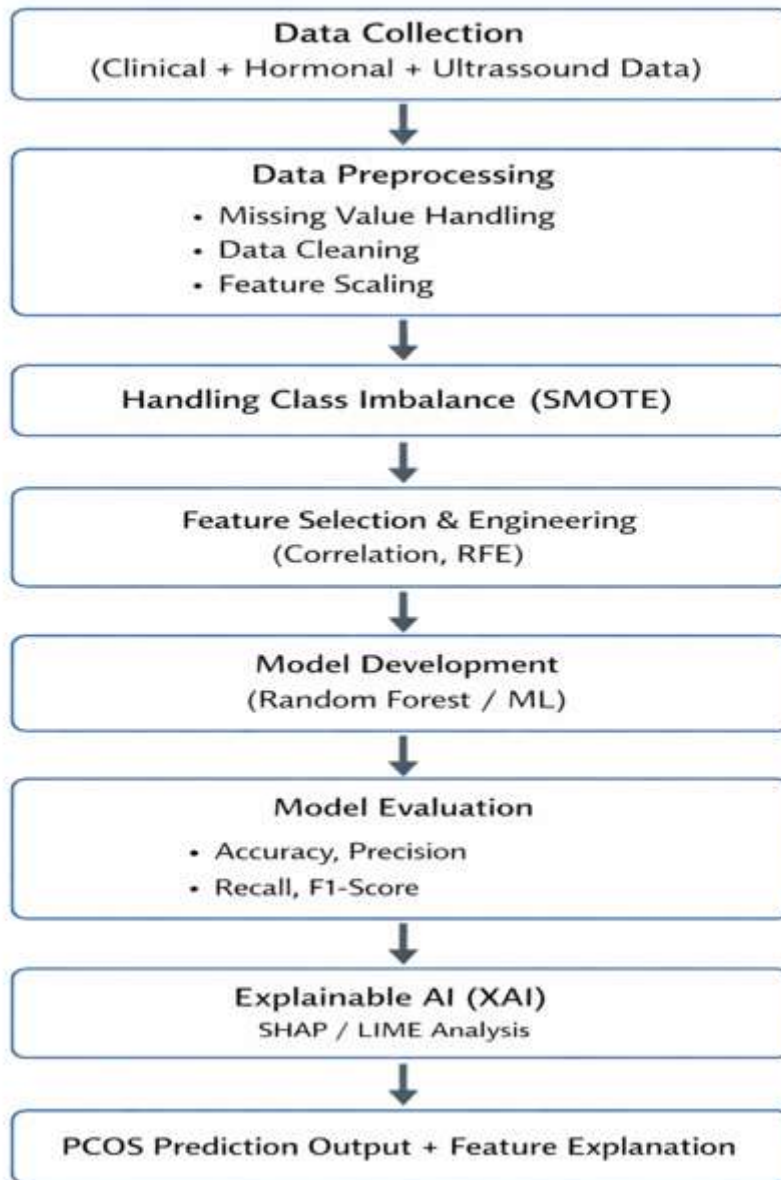 Data Collection
(Clinical + Hormonal + Ultrassound Data)
Data Preprocessing
• Missing Value Handling
• Data Cleaning
• Feature Scaling
Handling Class Imbalance (SMOTE)
Feature Selection & Engineering
(Correlation, RFE)
Model Development
(Random Forest / ML)
Model Evaluation
• Accuracy, Precision
• Recall, F1-Score
Explainable AI (XAI)
SHAP / LIME Analysis
PCOS Prediction Output + Feature Explanation